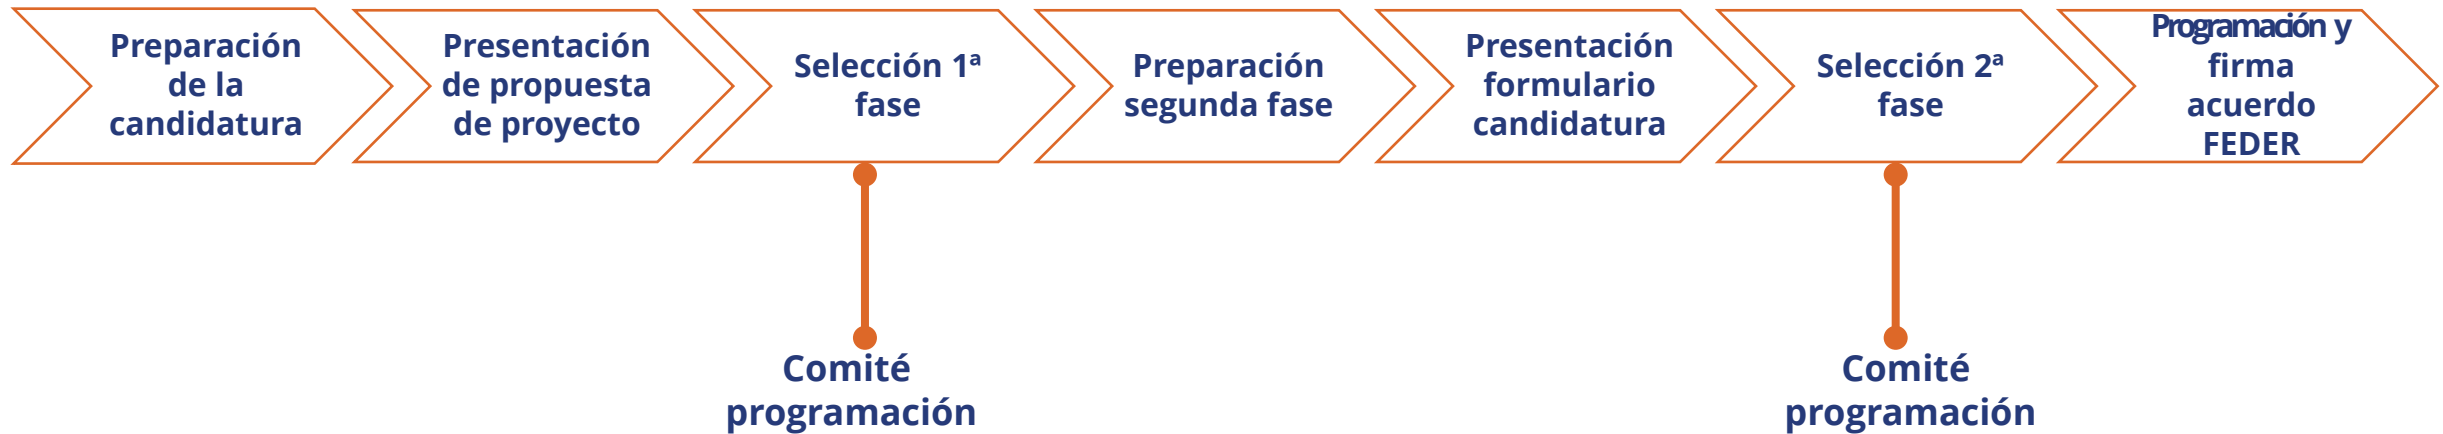 Preparación
de la
candidatura
Presentación
de propuesta
de proyecto
Selección 1ª
fase
Preparación
segunda fase
Presentación
formulario
candidatura
Selección 2ª
fase
Programación y
firma
acuerdo
FEDER
Comité
programación
Comité
programación